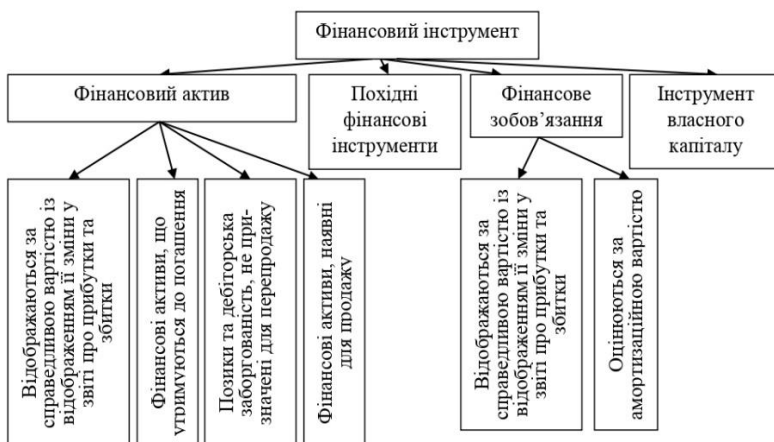 Фінансовий інструмент
Фінансовий актив
Похідні
фінансові
інструменти
Фінансове
зобов’язання
Інструмент
власного
капіталу
Відображаються за
справедливою вартістю із
відображенням її зміни у
звіті про прибутки та
збитки
Фінансові активи, що
утримуються до погашення
Позики та дебіторська
заборгованість, не при-
значені для перепродажу
Фінансові активи, наявні
для продажу
Відображаються за
справедливою вартістю із
відображенням її зміни у
звіті про прибутки та
збитки
Оцінюються за
амортизаційною вартістю